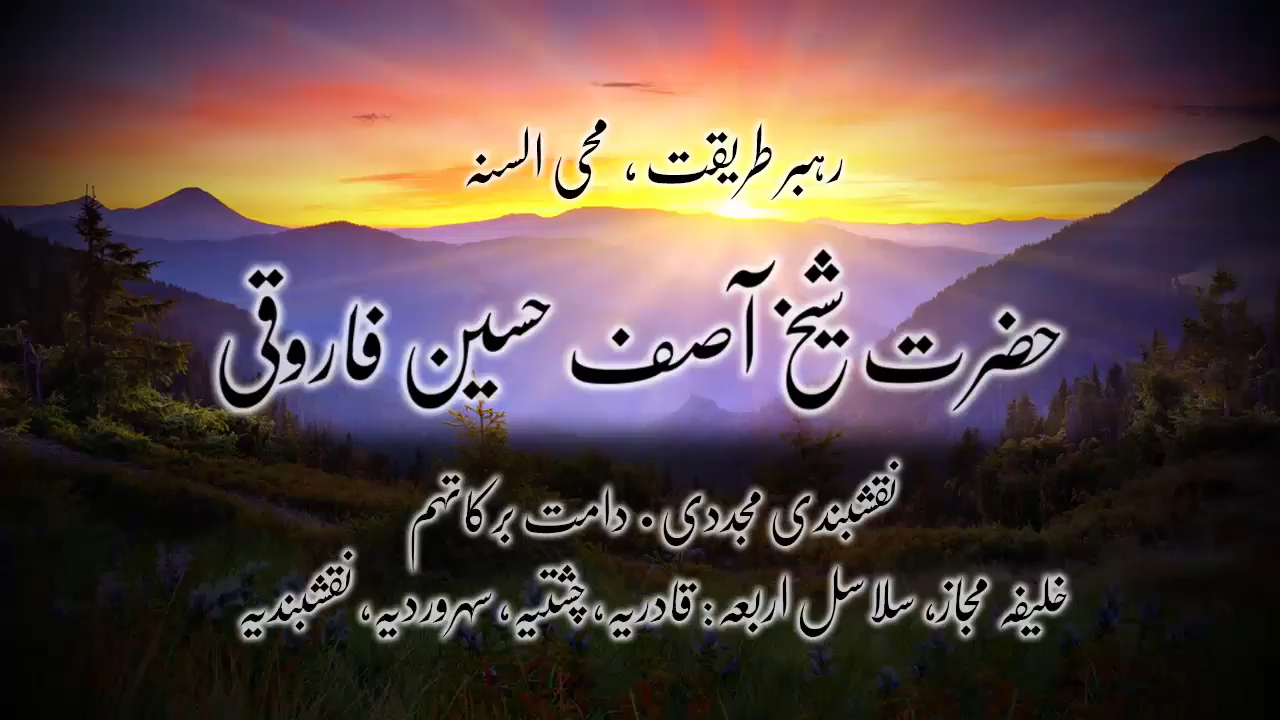 رہبر طریقت، محی السنہ
حضرت شیخ آصف حسین فاروقی
نقشبندی مجددی۔ دامت برکاتہم
خلیفہ مجاز، سلاسل اربعہ: قادریہ، چشتیہ، سہروردیہ، نقشبندیہ